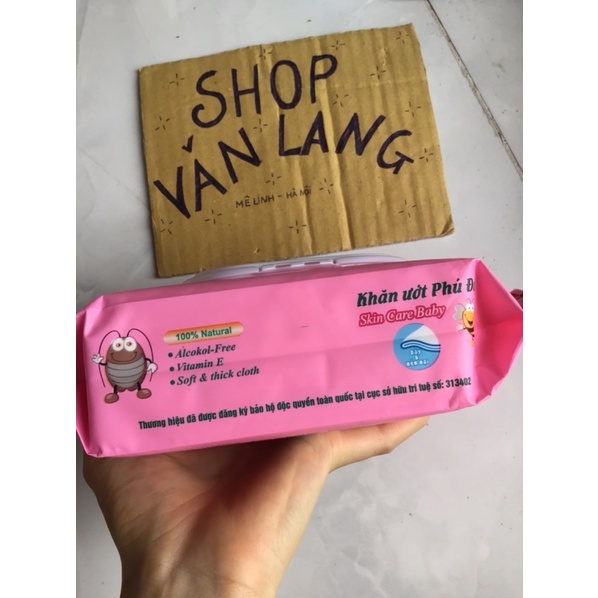 SHOP
VĂN LANG
MÊ LINH - HÀ NỘI
100% Natural
• Alcokol-Free
• Vitamin E
• Soft & thick cloth
Khăn ướt Phú
Skin Care Baby
Thương hiệu đã được đăng ký bảo hộ độc quyền toàn quốc tại cục sở hữu trí tuệ số: 313402